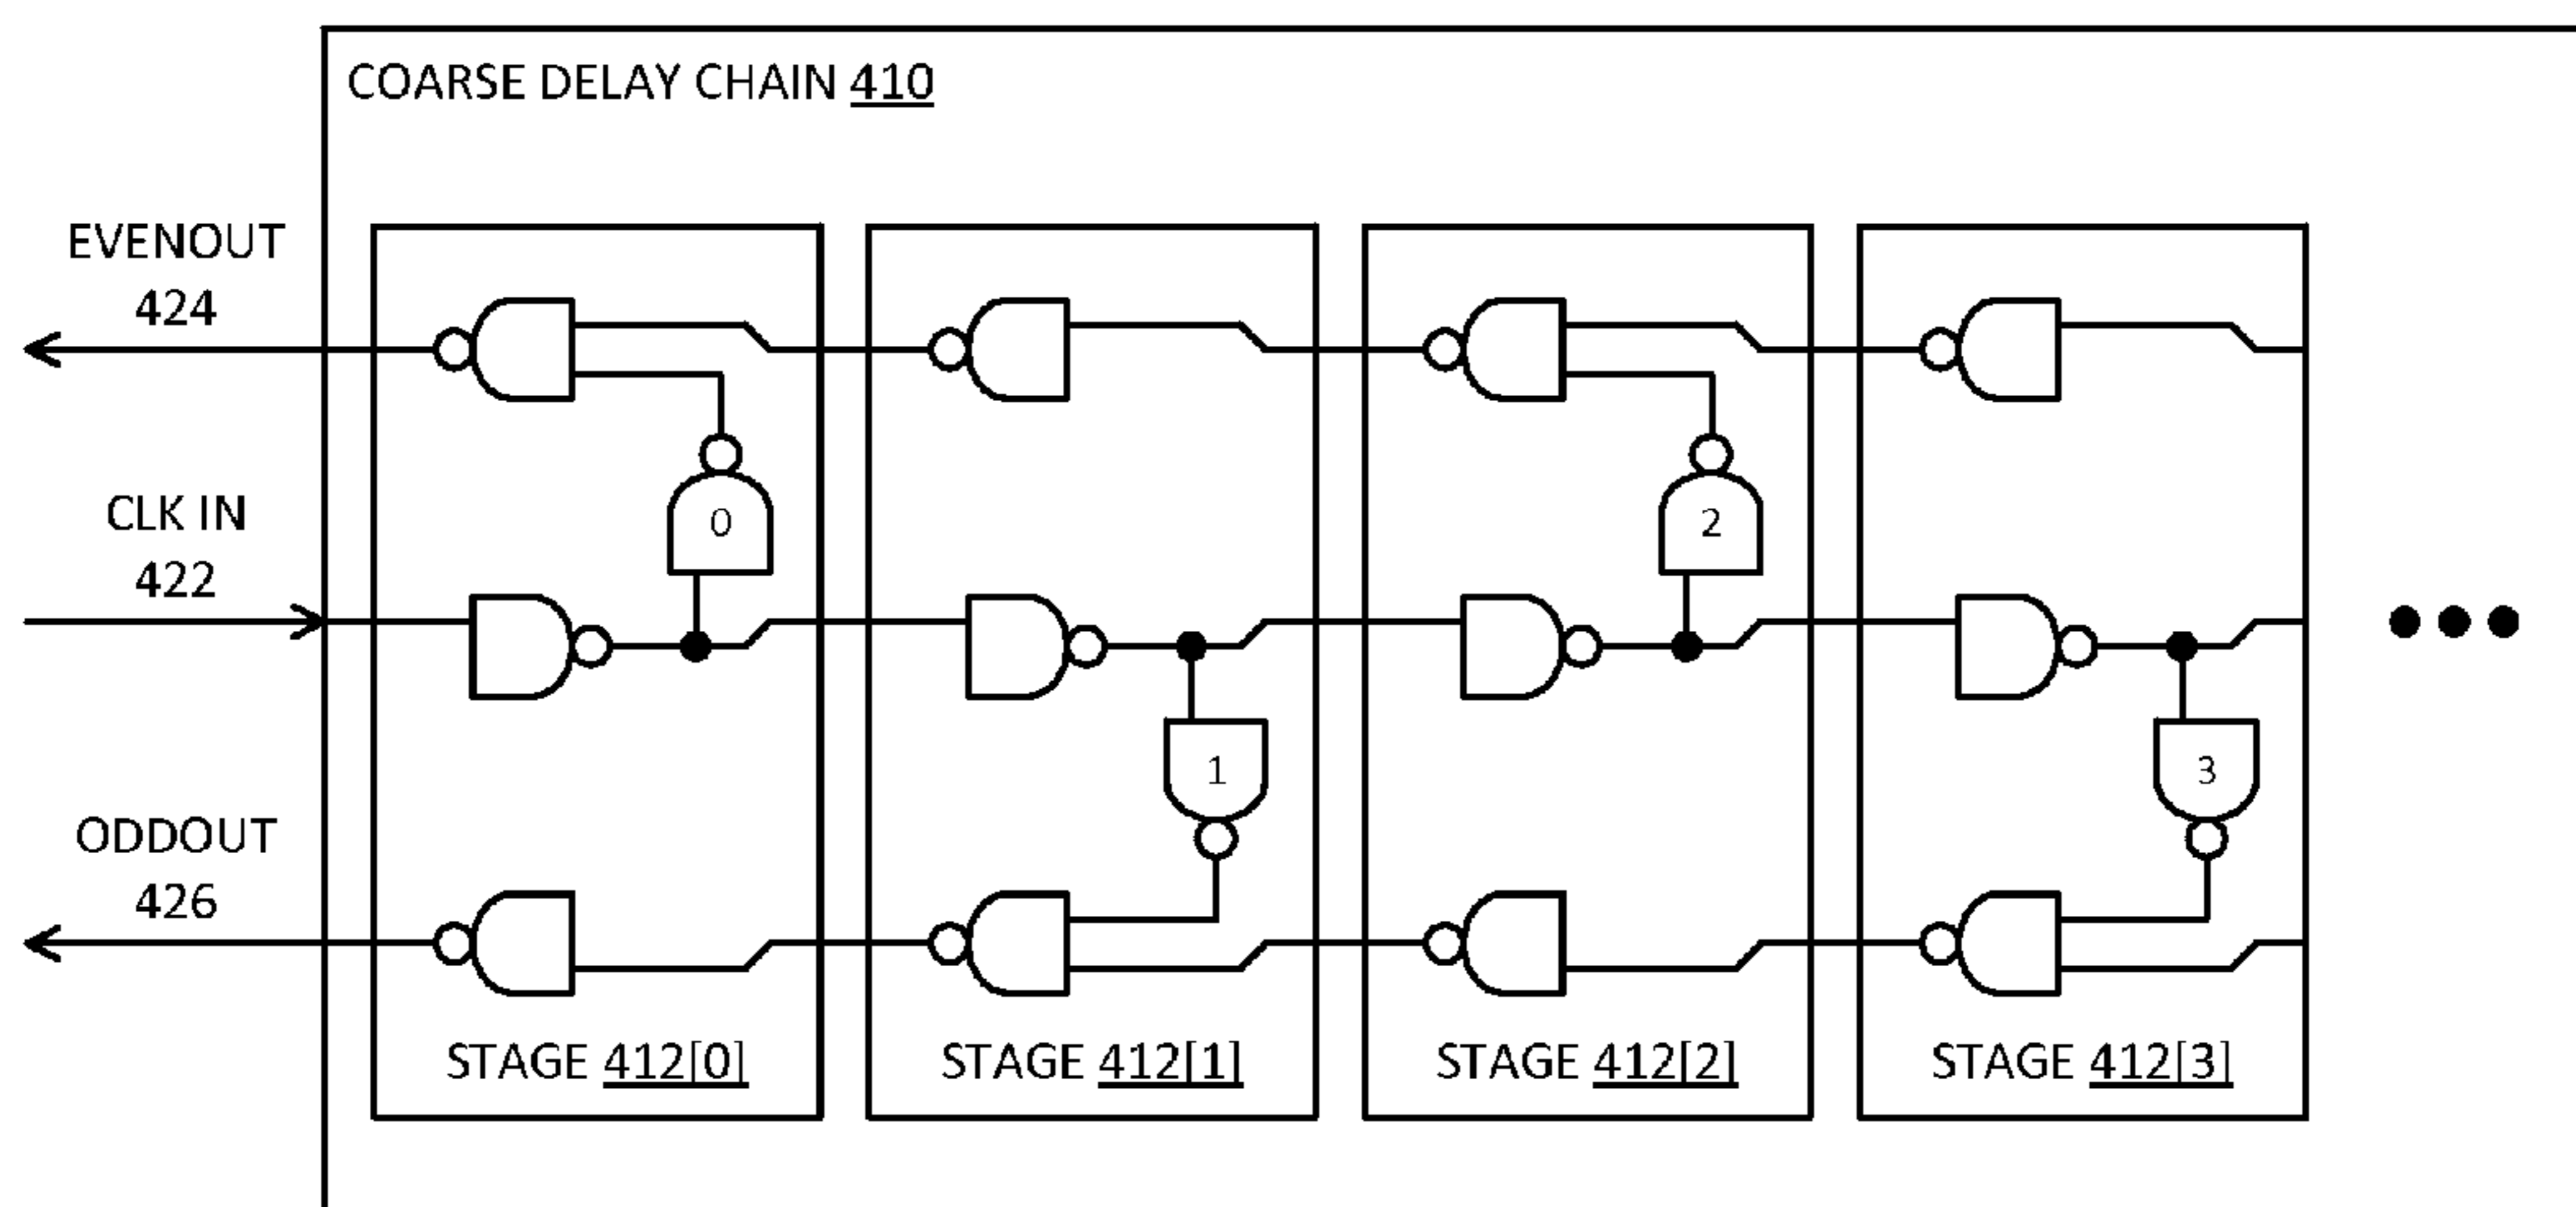 COARSE DELAY CHAIN 410
EVENOUT
424
CLK IN
422
ODDOUT
426
0
2
1
3
STAGE 412[0]
STAGE 412[1]
STAGE 412[2]
STAGE 412[3]